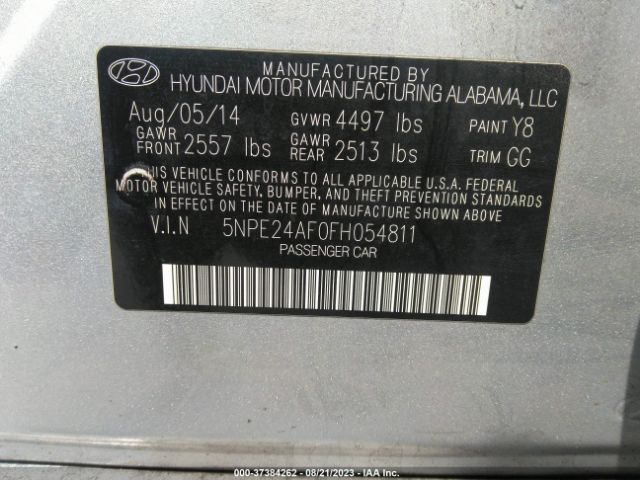 MANUFACTURED BY
HYUNDAI MOTOR MANUFACTURING ALABAMA, LLC
Aug/05/14 GVWR 4497 lbs PAINT Y8
GAWR FRONT 2557 lbs GAWR REAR 2513 lbs TRIM GG
THIS VEHICLE CONFORMS TO ALL APPLICABLE U.S.A. FEDERAL
MOTOR VEHICLE SAFETY, BUMPER, AND THEFT PREVENTION STANDARDS
IN EFFECT ON THE DATE OF MANUFACTURE SHOWN ABOVE.
V.I.N 5NPE24AF0FH054811
PASSENGER CAR
000-37384262 - 08/21/2023 - IAA Inc.